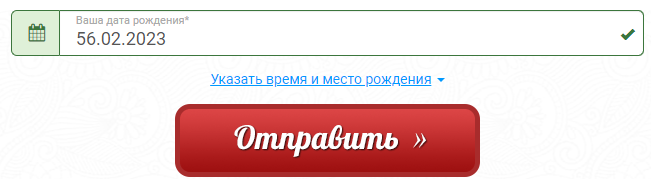 Ваша дата рождения*
56.02.2023
Указать время и место рождения
Отправить »